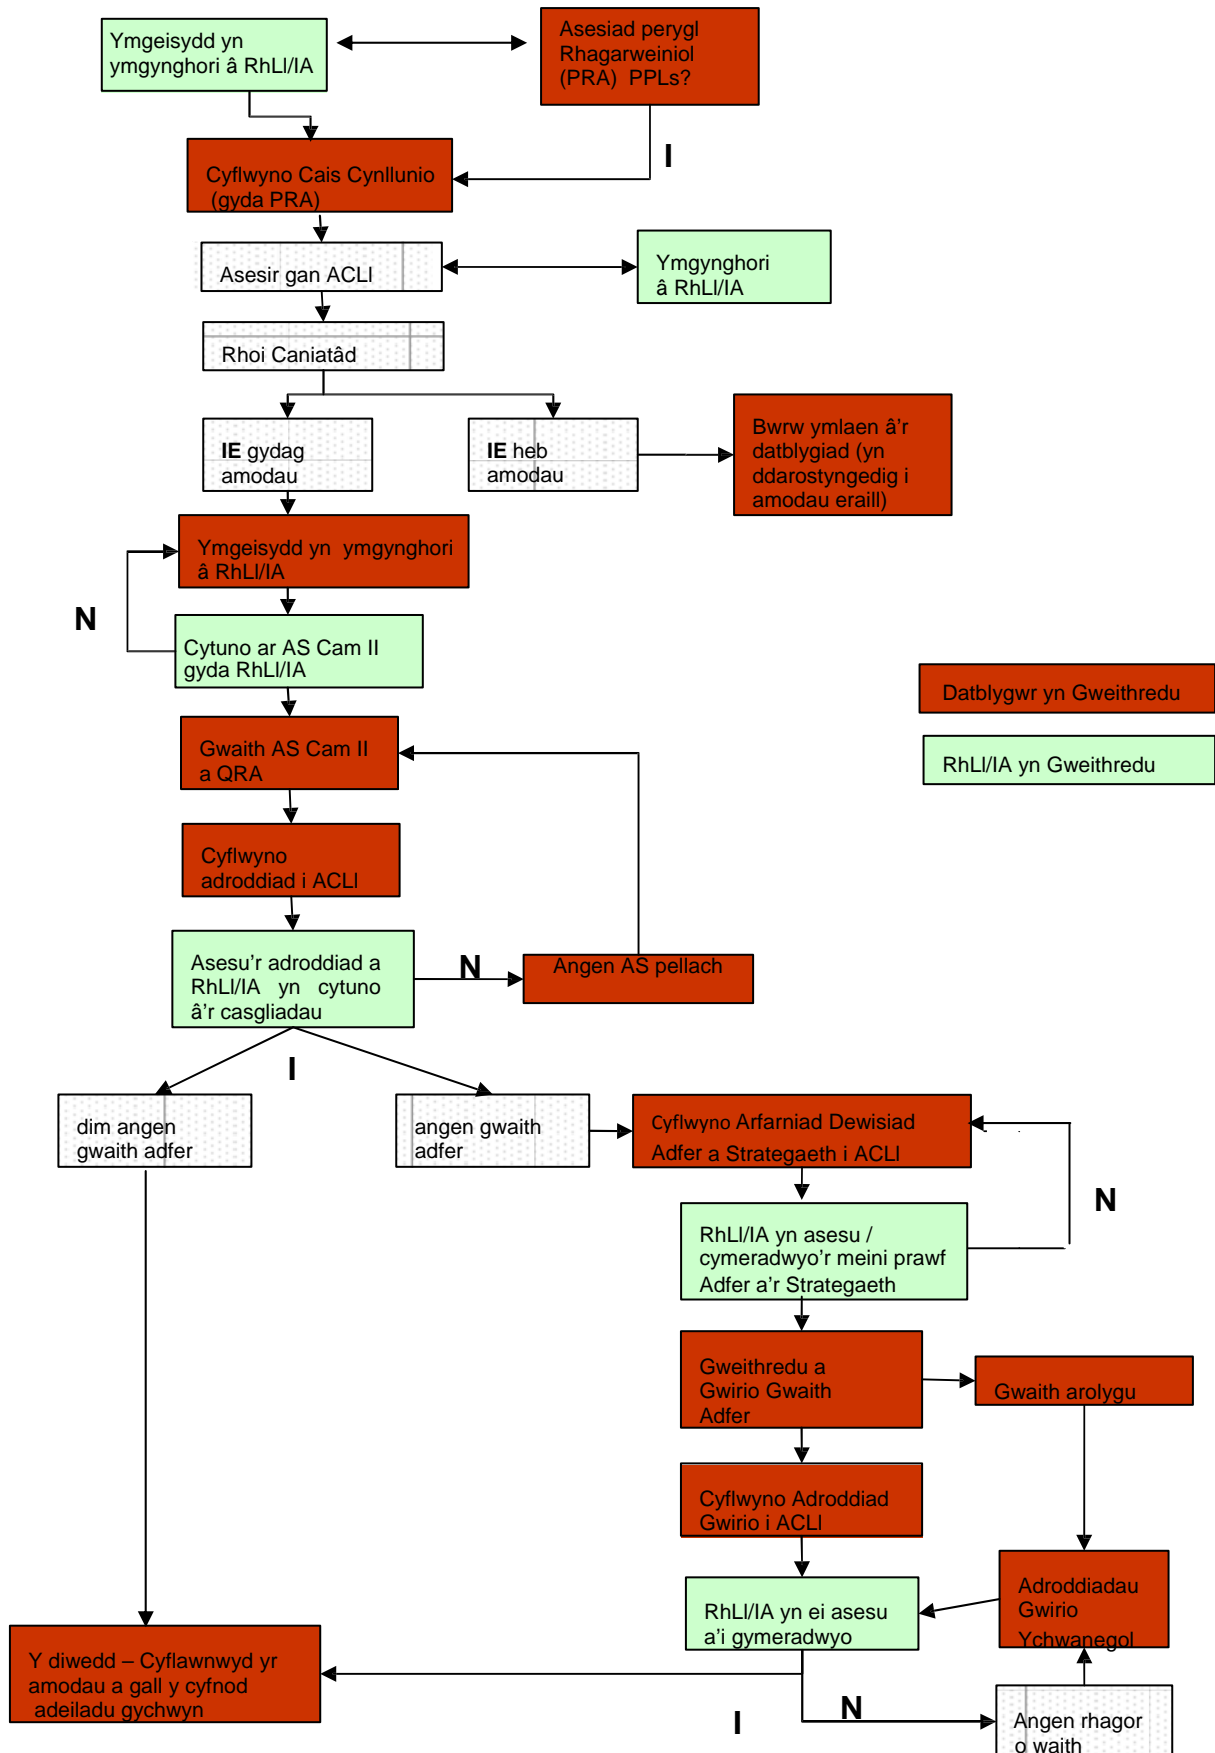 Ymgeisydd yn
ymgynghori â RhLl/IA
Asesiad perygl
Rhagarweiniol
(PRA) PPLs?
I
Cyflwyno Cais Cynllunio
(gyda PRA)
Asesir gan ACLl
Ymgynghori
â RhLl/IA
Rhoi Caniatâd
IE gydag
amodau
IE heb
amodau
Bwrw ymlaen â'r
datblygiad (yn
ddarostyngedig i
amodau eraill)
Ymgeisydd yn ymgynghori
â RhLl/IA
N
Cytuno ar AS Cam II
gyda RhLl/IA
Datblygwr yn Gweithredu
RhLl/IA yn Gweithredu
Gwaith AS Cam II
a QRA
Cyflwyno
adroddiad i ACLl
Asesu'r adroddiad a
RhLl/IA yn cytuno
â'r casgliadau
N
Angen AS pellach
I
dim angen
gwaith adfer
angen gwaith
adfer
Cyflwyno Arfarniad Dewisiad
Adfer a Strategaeth i ACLl
N
RhLl/IA yn asesu /
cymeradwyo'r meini prawf
Adfer a'r Strategaeth
Gweithredu a
Gwirio Gwaith
Adfer
Gwaith arolygu
Cyflwyno Adroddiad
Gwirio i ACLl
Adroddiadau
Gwirio
Ychwanegol
RhLl/IA yn ei asesu
a'i gymeradwyo
Y diwedd – Cyflawnwyd yr
amodau a gall y cyfnod
adeiladu gychwyn
I
N
Angen rhagor
o waith